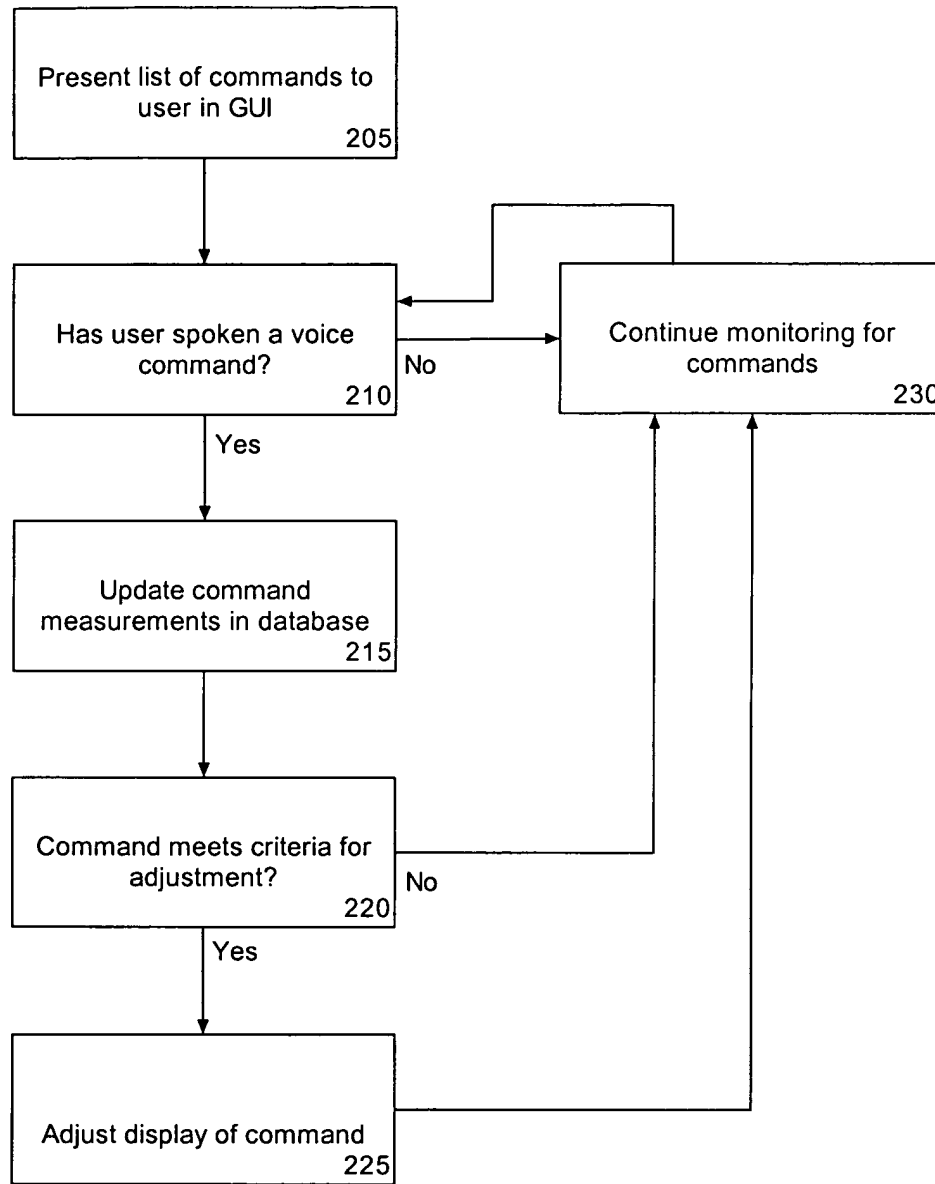 Present list of commands to
user in GUI
205
Has user spoken a voice
command?
210
No
Continue monitoring for
commands
230
Yes
Update command
measurements in database
215
Command meets criteria for
adjustment?
220
No
Yes
Adjust display of command
225